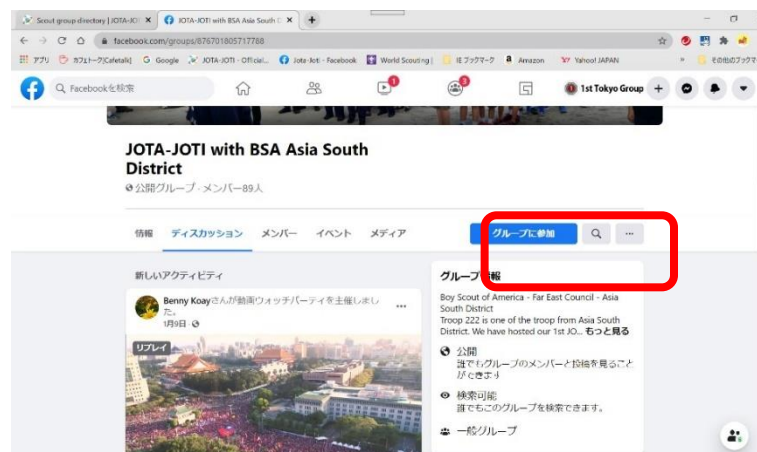 Scout group directory | JOTA-JO
JOTA-JOTI with BSA Asia South
facebook.com/groups/876701805717788
アプリ
カフェトーク[Cafetalk]
Google
JOTA-JOTI - Official...
Jota-Joti - Facebook
World Scouting |
IE ブックマーク
Amazon
Yahoo! JAPAN
その他のブックマ
Facebookを検索
1
3
1st Tokyo Group
JOTA-JOTI with BSA Asia South
District
公開グループ · メンバー89人
情報 ディスカッション メンバー イベント メディア
グループに参加
新しいアクティビティ
Benny Koayさんが動画ウォッチパーティを主催しまし
た。
1月9日
リプレイ
グループ情報
Boy Scout of America - Far East Council - Asia
South District
Troop 222 is one of the troop from Asia South
District. We have hosted our 1st JO... もっと見る
公開
誰でもグループのメンバーと投稿を見ること
ができます
検索可能
誰でもこのグループを検索できます。
一般グループ